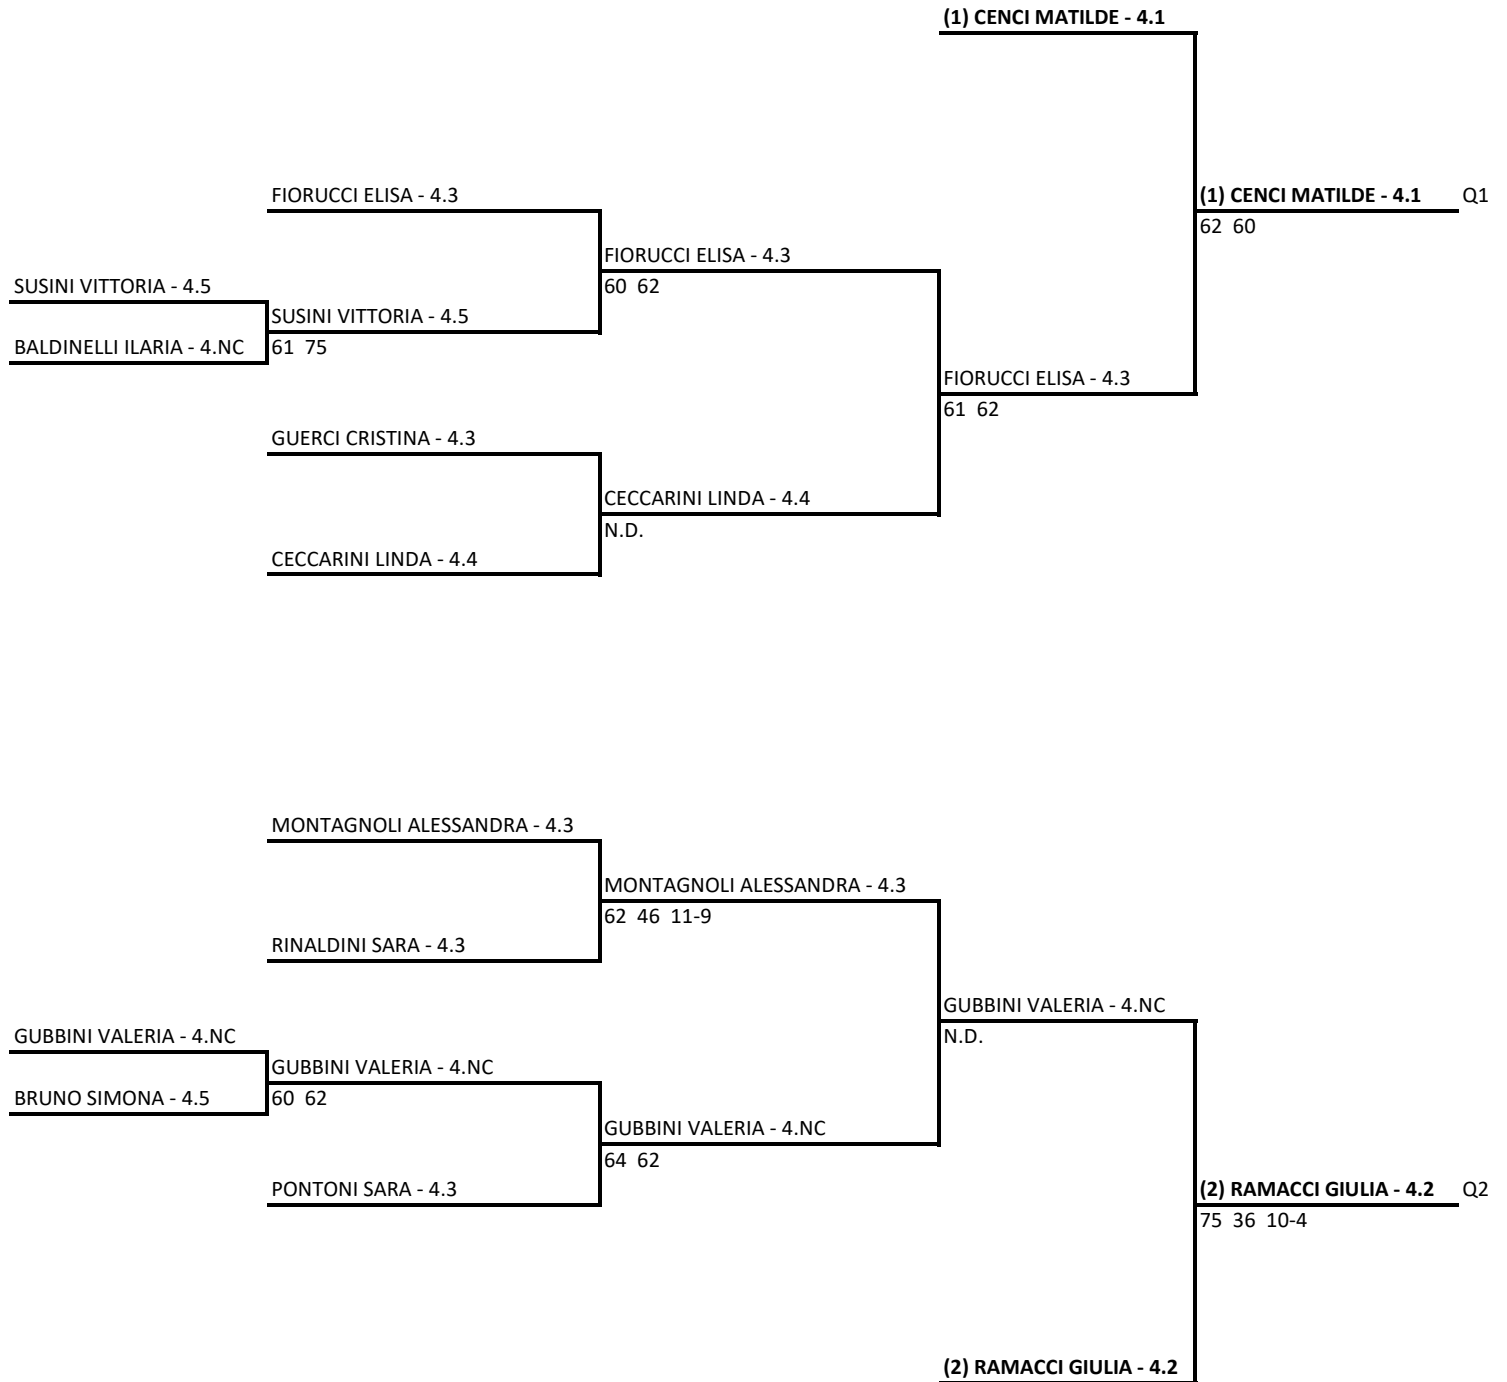 (1) CENCI MATILDE - 4.1
FIORUCCI ELISA - 4.3
(1) CENCI MATILDE - 4.1 Q1
62 60
FIORUCCI ELISA - 4.3
60 62
SUSINI VITTORIA - 4.5
SUSINI VITTORIA - 4.5
61 75
BALDINELLI ILARIA - 4.NC
FIORUCCI ELISA - 4.3
61 62
GUERCI CRISTINA - 4.3
CECCARINI LINDA - 4.4
N.D.
CECCARINI LINDA - 4.4
MONTAGNOLI ALESSANDRA - 4.3
MONTAGNOLI ALESSANDRA - 4.3
62 46 11-9
RINALDINI SARA - 4.3
GUBBINI VALERIA - 4.NC
N.D.
GUBBINI VALERIA - 4.NC
GUBBINI VALERIA - 4.NC
60 62
BRUNO SIMONA - 4.5
GUBBINI VALERIA - 4.NC
64 62
PONTONI SARA - 4.3
(2) RAMACCI GIULIA - 4.2 Q2
75 36 10-4
(2) RAMACCI GIULIA - 4.2